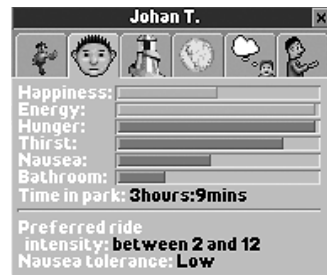 Johan T.
Happiness:
Energy:
Hunger:
Thirst:
Nausea:
Bathroom:
Time in park: 3hours:9mins
Preferred ride
intensity: between 2 and 12
Nausea tolerance: Low